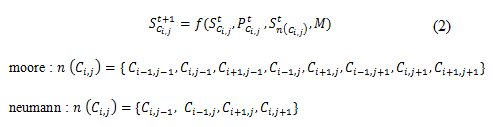 S^{t+1}_{C_{i,j}} = f(S^t_{C_{i,j}}, P^t_{C_{i,j}}, S^t_{n(C_{i,j})}, M) (2)
moore : n (C_{i,j}) = { C_{i−1,j−1}, C_{i,j−1}, C_{i+1,j−1}, C_{i−1,j}, C_{i+1,j}, C_{i−1,j+1}, C_{i,j+1}, C_{i+1,j+1}}
neumann : n (C_{i,j}) = {C_{i,j−1}, C_{i−1,j}, C_{i+1,j}, C_{i,j+1}}